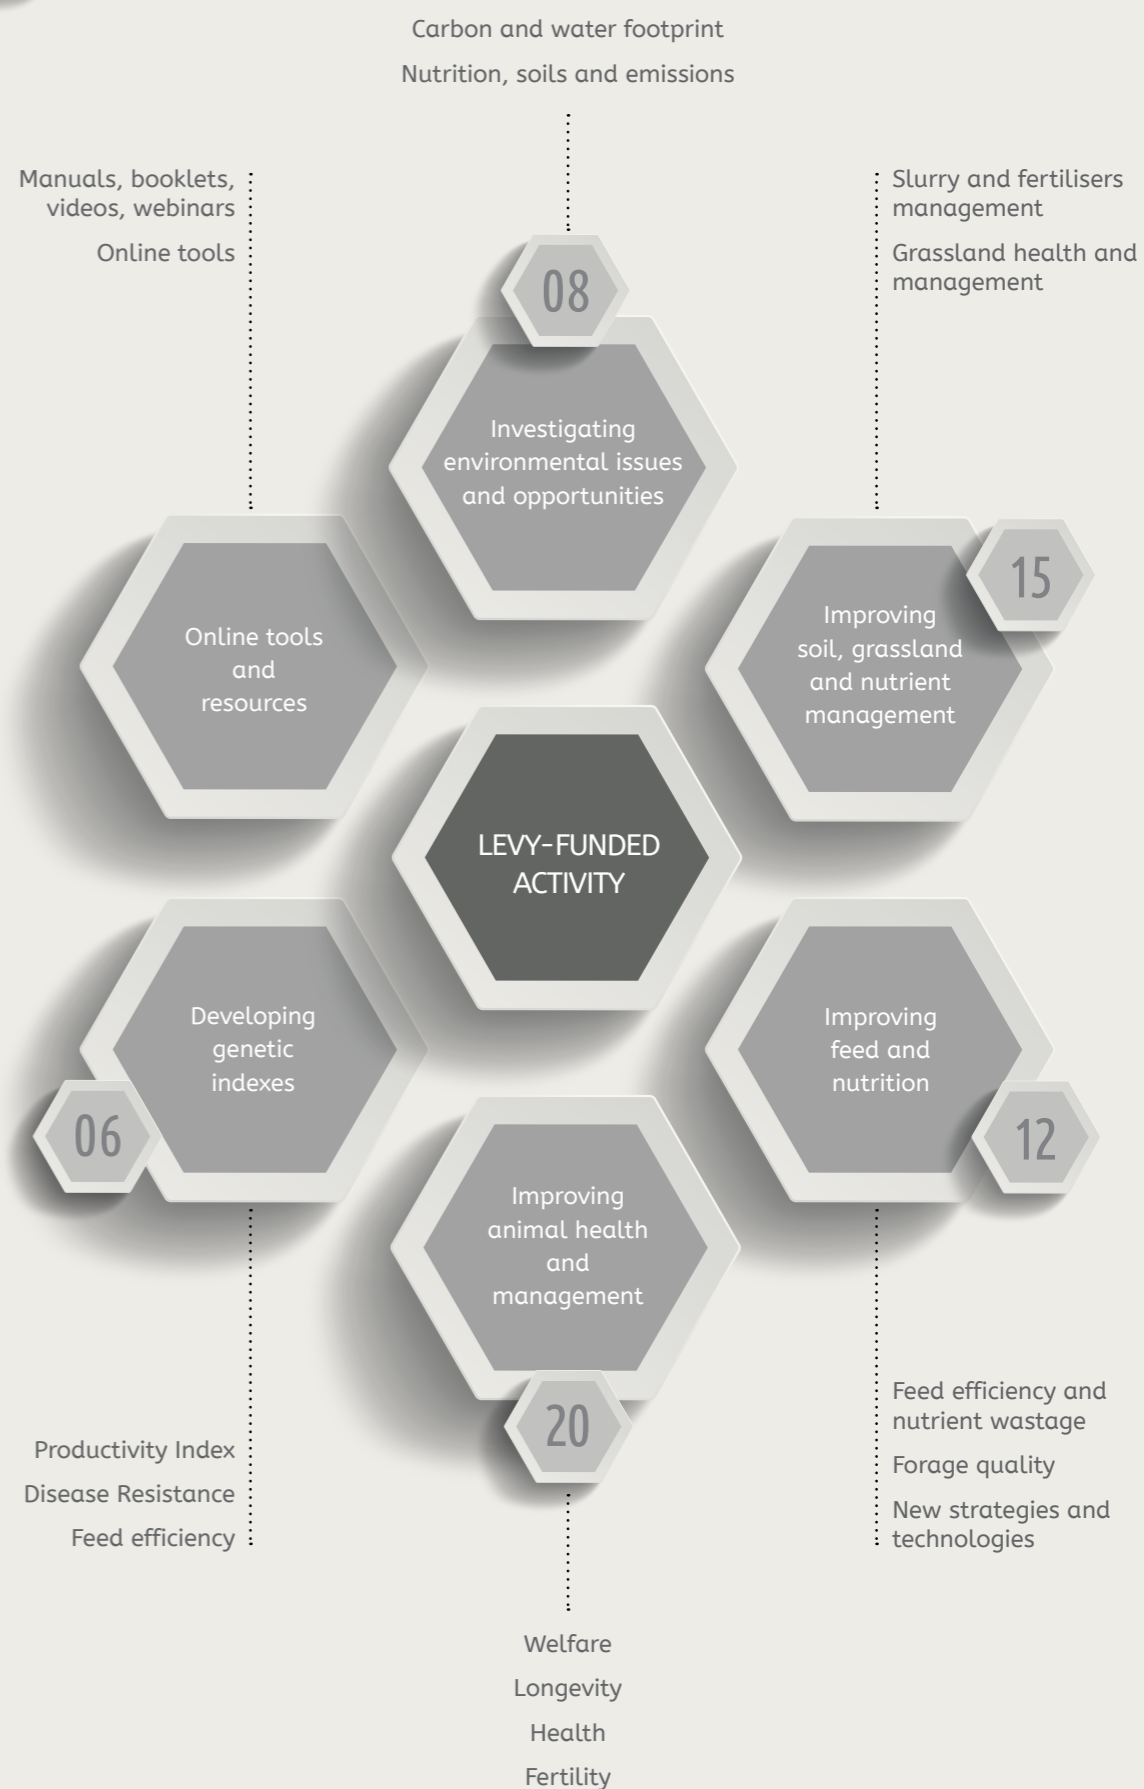 Carbon and water footprint
Nutrition, soils and emissions
Manuals, booklets,
videos, webinars
Online tools
Slurry and fertilisers
management
Grassland health and
management
08
Investigating
environmental issues
and opportunities
15
Improving
soil, grassland
and nutrient
management
Online tools
and
resources
LEVY-FUNDED
ACTIVITY
Developing
genetic
indexes
06
Improving
feed and
nutrition
12
Improving
animal health
and
management
20
Productivity Index
Disease Resistance
Feed efficiency
Feed efficiency and
nutrient wastage
Forage quality
New strategies and
technologies
Welfare
Longevity
Health
Fertility